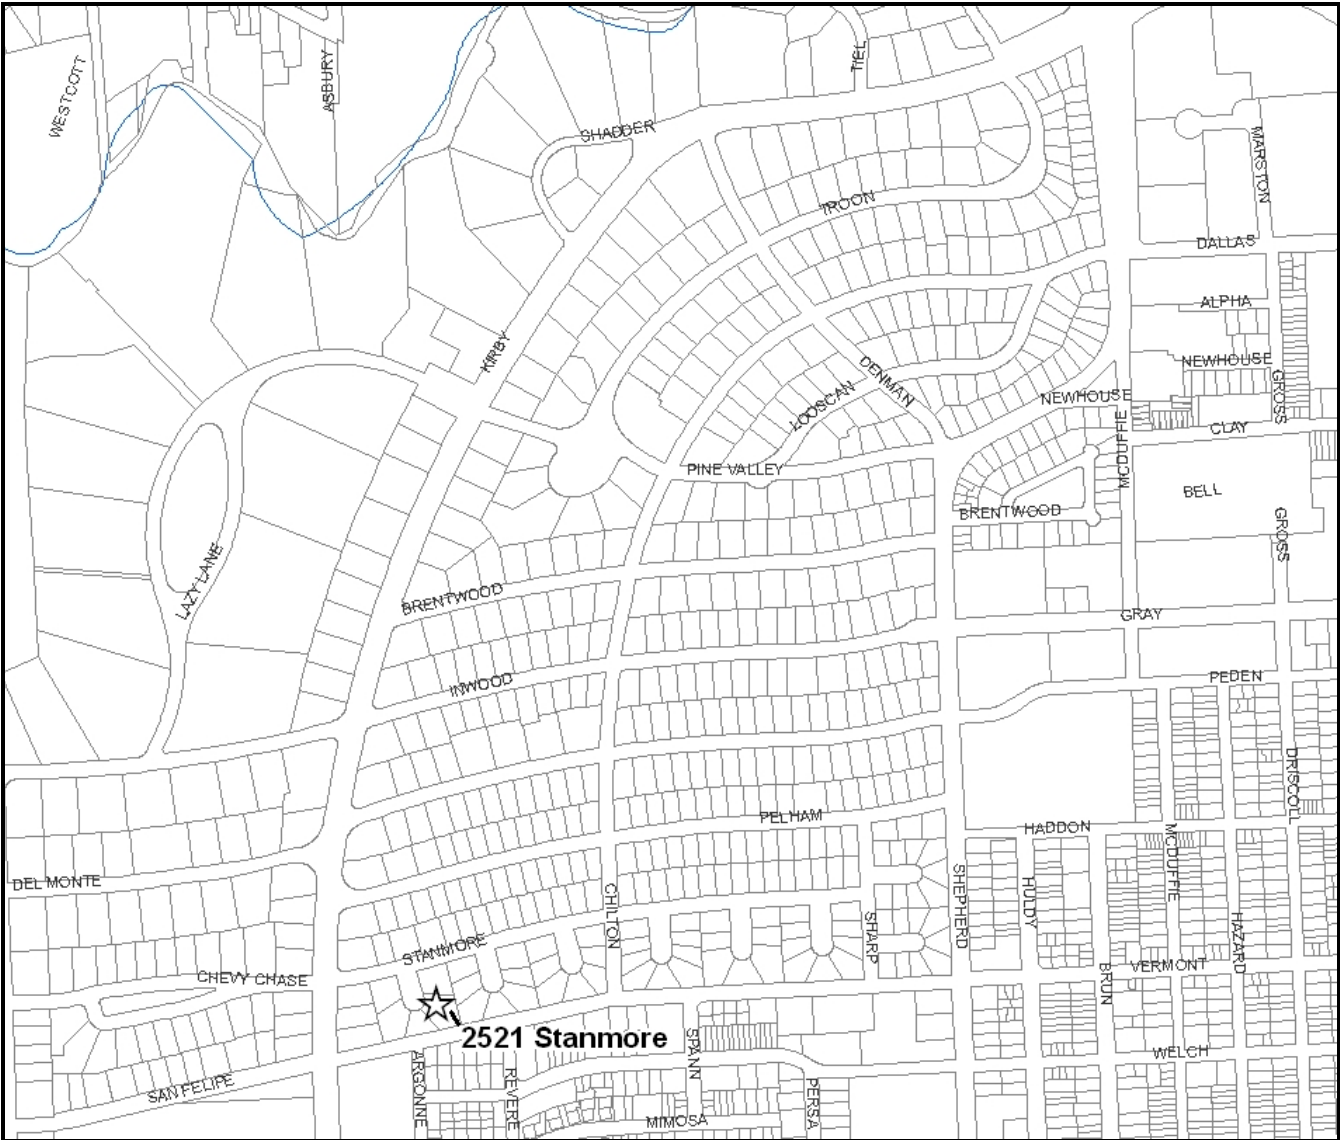 TIEL
WESTCOTT
ASBURY
SHADDER
MARSTON
TROON
DALLAS
ALPHA
KIRBY
NEWHOUSE
DENMAN
GROSS
LOOSCAN
NEWHOUSE
MCDUFFIE
CLAY
PINE VALLEY
BELL
BRENTWOOD
GROSS
LAZY LANE
BRENTWOOD
GRAY
INWOOD
PEDEN
DRISCOLL
PELHAM
HADDON
MCDUFFIE
DEL MONTE
CHILTON
SHEPHERD
HULDY
SHARP
HAZARD
STANMORE
CHEVY CHASE
VERMONT
BRUN
2521 Stanmore
SPANN
WELCH
ARGONNE
REVERE
SAN FELIPE
PERSA
MIMOSA